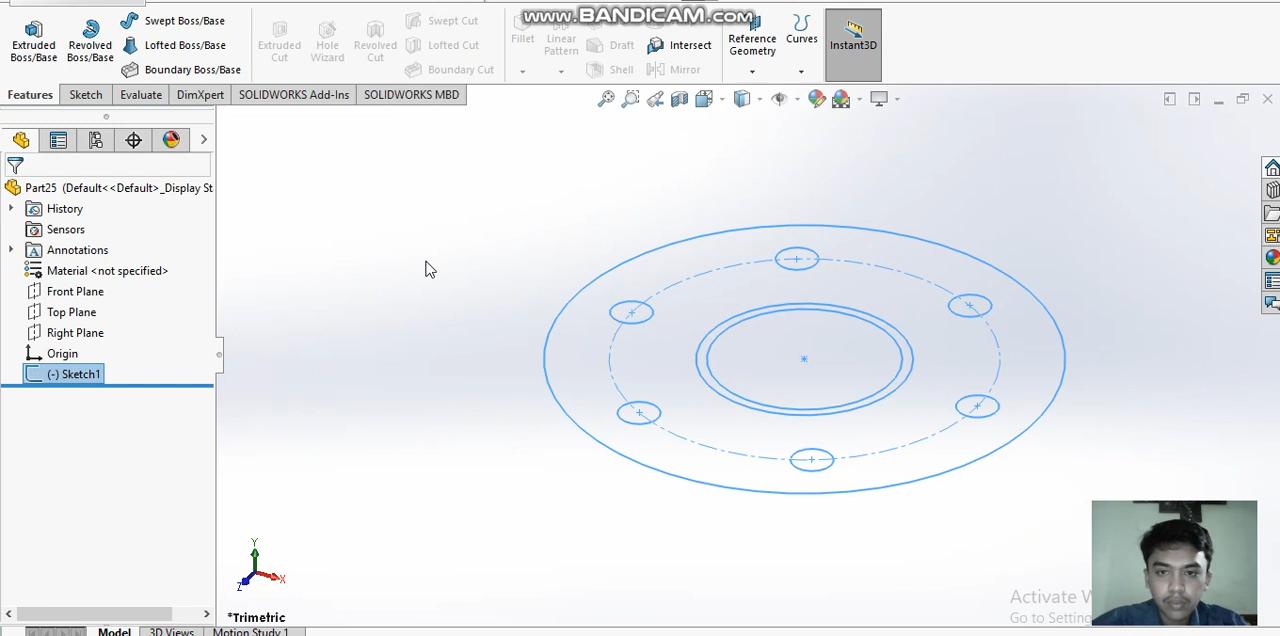 www.BANDICAM.com
Extruded Boss/Base
Revolved Boss/Base
Swept Boss/Base
Lofted Boss/Base
Boundary Boss/Base
Extruded Cut
Hole Wizard
Revolved Cut
Swept Cut
Lofted Cut
Boundary Cut
Fillet
Linear Pattern
Draft
Shell
Intersect
Mirror
Reference Geometry
Curves
Instant3D
Features
Sketch
Evaluate
DimXpert
SOLIDWORKS Add-Ins
SOLIDWORKS MBD
Part25 (Default<<Default>_Display St
History
Sensors
Annotations
Material <not specified>
Front Plane
Top Plane
Right Plane
Origin
(-) Sketch1
Y
X
Z
*Trimetric
Activate W
Go to Setting
Model
3D Views
Motion Study 1